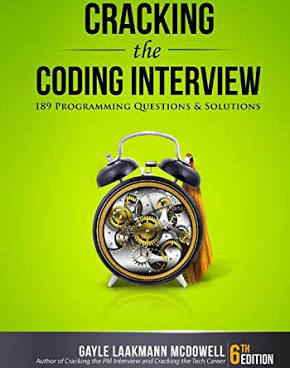 CRACKING
the
CODING INTERVIEW
189 PROGRAMMING QUESTIONS & SOLUTIONS
GAYLE LAAKMANN MCDOWELL
Author of Cracking the PM Interview and Cracking the Tech Career
6TH
EDITION